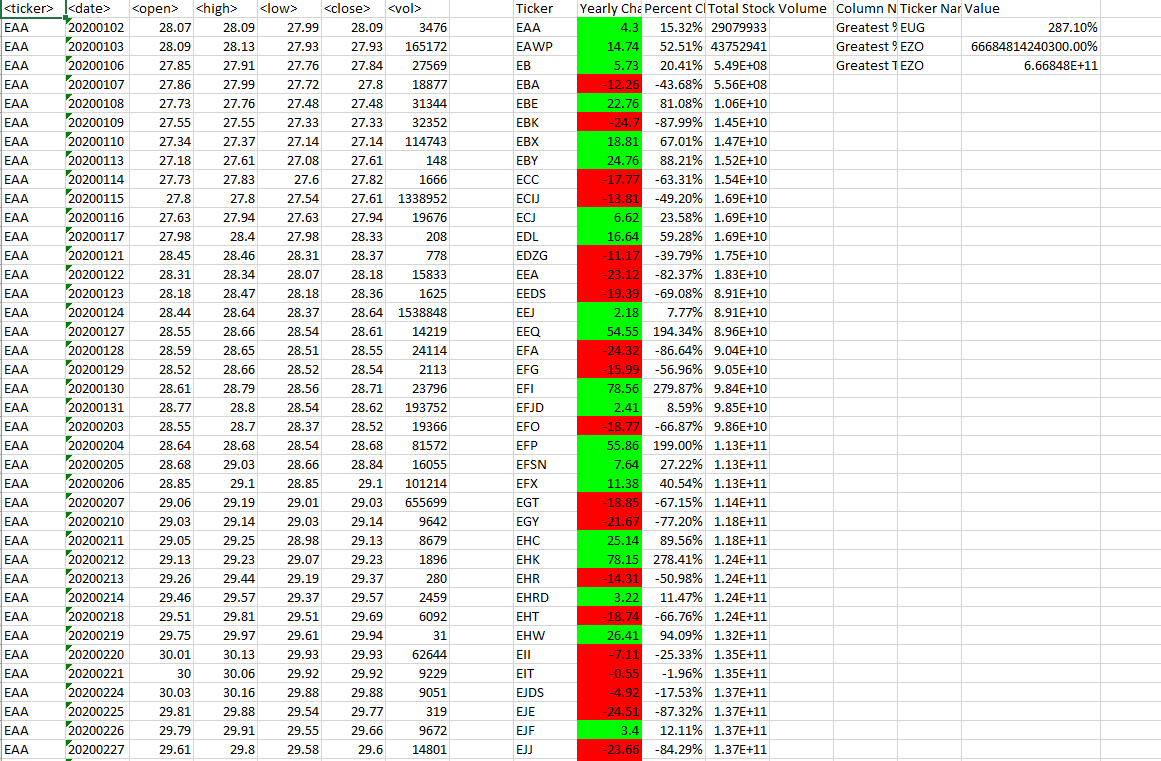 <ticker> <date> <open> <high> <low> <close> <vol> Ticker Yearly Cha Percent Cl Total Stock Volume Column N Ticker Nar Value
EAA 20200102 28.07 28.09 27.99 28.09 3476 EAA 4.3 15.32% 29079933 Greatest % EUG 287.10%
EAA 20200103 28.09 28.13 27.93 27.93 165172 EAWP 14.74 52.51% 43752941 Greatest % EZO 66684814240300.00%
EAA 20200106 27.85 27.91 27.76 27.84 27569 EB 5.73 20.41% 5.49E+08 Greatest T EZO 6.66848E+11
EAA 20200107 27.86 27.99 27.72 27.8 18877 EBA -12.26 -43.68% 5.56E+08
EAA 20200108 27.73 27.76 27.48 27.48 31344 EBE 22.76 81.08% 1.06E+10
EAA 20200109 27.55 27.55 27.33 27.33 32352 EBK -24.7 -87.99% 1.45E+10
EAA 20200110 27.34 27.37 27.14 27.14 114743 EBX 18.81 67.01% 1.47E+10
EAA 20200113 27.18 27.61 27.08 27.61 148 EBY 24.76 88.21% 1.52E+10
EAA 20200114 27.73 27.83 27.6 27.82 1666 ECC -17.77 -63.31% 1.54E+10
EAA 20200115 27.8 27.8 27.54 27.61 1338952 ECIJ -13.81 -49.20% 1.69E+10
EAA 20200116 27.63 27.94 27.63 27.94 19676 ECJ 6.62 23.58% 1.69E+10
EAA 20200117 27.98 28.4 27.98 28.33 208 EDL 16.64 59.28% 1.69E+10
EAA 20200121 28.45 28.46 28.31 28.37 778 EDZG -11.17 -39.79% 1.75E+10
EAA 20200122 28.31 28.34 28.07 28.18 15833 EEA -23.12 -82.37% 1.83E+10
EAA 20200123 28.18 28.47 28.18 28.36 1625 EEDS -19.39 -69.08% 8.91E+10
EAA 20200124 28.44 28.64 28.37 28.64 1538848 EEJ 2.18 7.77% 8.91E+10
EAA 20200127 28.55 28.66 28.54 28.61 14219 EEQ 54.55 194.34% 8.96E+10
EAA 20200128 28.59 28.65 28.51 28.55 24114 EFA -24.32 -86.64% 9.04E+10
EAA 20200129 28.52 28.66 28.52 28.54 2113 EFG -15.99 -56.96% 9.05E+10
EAA 20200130 28.61 28.79 28.56 28.71 23796 EFI 78.56 279.87% 9.84E+10
EAA 20200131 28.77 28.8 28.54 28.62 193752 EFJD 2.41 8.59% 9.85E+10
EAA 20200203 28.55 28.7 28.37 28.52 19366 EFO -18.77 -66.87% 9.86E+10
EAA 20200204 28.64 28.68 28.54 28.68 81572 EFP 55.86 199.00% 1.13E+11
EAA 20200205 28.68 29.03 28.66 28.84 16055 EFSN 7.64 27.22% 1.13E+11
EAA 20200206 28.85 29.1 28.85 29.1 101214 EFX 11.38 40.54% 1.13E+11
EAA 20200207 29.06 29.19 29.01 29.03 655699 EGT -18.85 -67.15% 1.14E+11
EAA 20200210 29.03 29.14 29.03 29.14 9642 EGY -21.67 -77.20% 1.18E+11
EAA 20200211 29.05 29.25 28.98 29.13 8679 EHC 25.14 89.56% 1.18E+11
EAA 20200212 29.13 29.23 29.07 29.23 1896 EHK 78.15 278.41% 1.24E+11
EAA 20200213 29.26 29.44 29.19 29.37 280 EHR -14.31 -50.98% 1.24E+11
EAA 20200214 29.46 29.57 29.37 29.57 2459 EHRD 3.22 11.47% 1.24E+11
EAA 20200218 29.51 29.81 29.51 29.69 6092 EHT -18.74 -66.76% 1.24E+11
EAA 20200219 29.75 29.97 29.61 29.94 31 EHW 26.41 94.09% 1.32E+11
EAA 20200220 30.01 30.13 29.93 29.93 62644 EII -7.11 -25.33% 1.35E+11
EAA 20200221 30 30.06 29.92 29.92 9229 EIT -0.55 -1.96% 1.35E+11
EAA 20200224 30.03 30.16 29.88 29.88 9051 EJDS -4.92 -17.53% 1.37E+11
EAA 20200225 29.81 29.88 29.54 29.77 319 EJE -24.51 -87.32% 1.37E+11
EAA 20200226 29.79 29.91 29.55 29.66 9672 EJF 3.4 12.11% 1.37E+11
EAA 20200227 29.61 29.8 29.58 29.6 14801 EJJ -23.66 -84.29% 1.37E+11